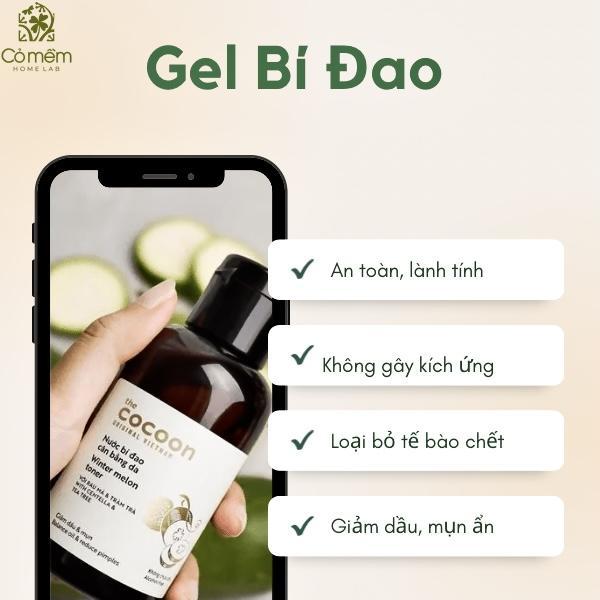 Cỏ mềm
HOME LAB
Gel Bí Đao
An toàn, lành tính
Không gây kích ứng
Loại bỏ tế bào chết
Giảm dầu, mụn ẩn
the
cocoon
ORIGINAL VIETNAM
Nước bí đao
cân bằng da
Winter melon
toner
VỚI RAU MÁ & TRÀM TRÀ
WITH CENTELLA &
TEA TREE
Giảm dầu & mụn
Balance oil & reduce pimples